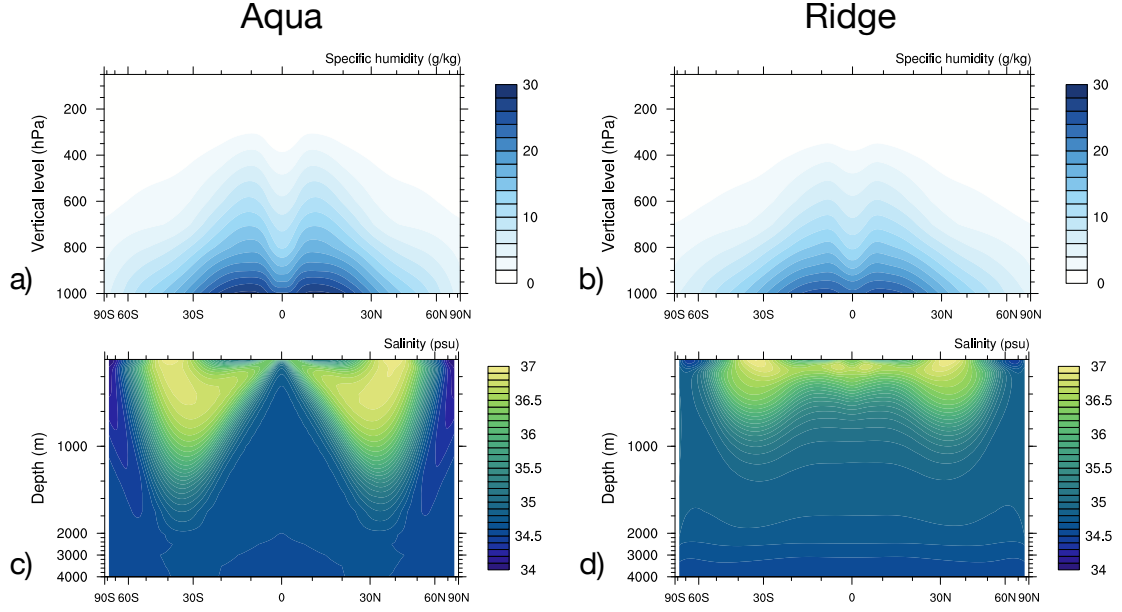 Aqua
Ridge
Specific humidity (g/kg)
Specific humidity (g/kg)
Vertical level (hPa)
200
400
600
800
1000
90S 60S 30S 0 30N 60N 90N
30
20
10
0
a)
Vertical level (hPa)
200
400
600
800
1000
90S 60S 30S 0 30N 60N 90N
30
20
10
0
b)
Salinity (psu)
Depth (m)
1000
2000
3000
4000
90S 60S 30S 0 30N 60N 90N
37
36.5
36
35.5
35
34.5
34
c)
Salinity (psu)
Depth (m)
1000
2000
3000
4000
90S 60S 30S 0 30N 60N 90N
37
36.5
36
35.5
35
34.5
34
d)